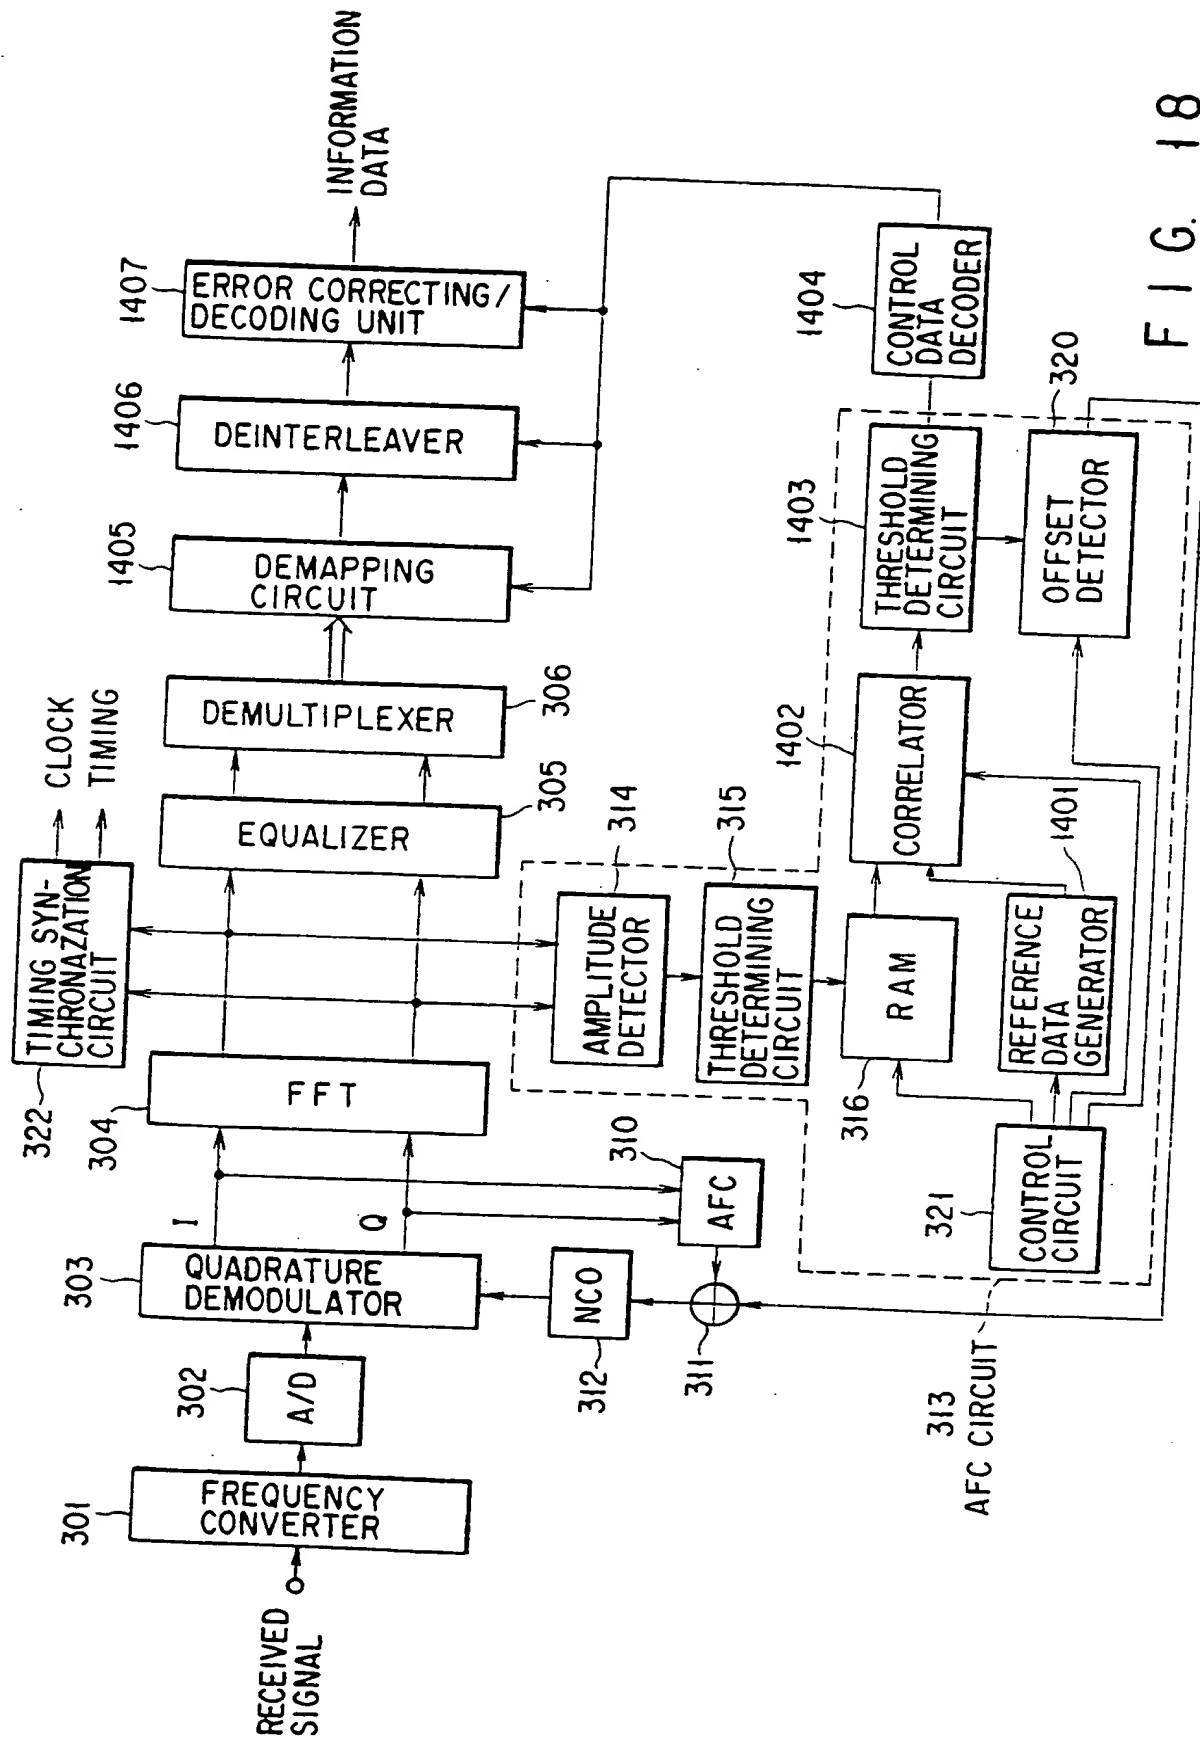 RECEIVED
SIGNAL
301
FREQUENCY
CONVERTER
302
A/D
303
QUADRATURE
DEMODULATOR
I
Q
304
FFT
322
TIMING SYN-
CHRONAZATION
CIRCUIT
CLOCK
TIMING
EQUALIZER
305
DEMULTIPLEXER
306
1405
DEMAPPING
CIRCUIT
1406
DEINTERLEAVER
1407
ERROR CORRECTING/
DECODING UNIT
INFORMATION
DATA
NCO
312
311
310
AFC
AMPLITUDE
DETECTOR
314
THRESHOLD
DETERMINING
CIRCUIT
315
316
RAM
321
CONTROL
CIRCUIT
REFERENCE
DATA
GENERATOR
1401
1402
CORRELATOR
1403
THRESHOLD
DETERMINING
CIRCUIT
1404
CONTROL
DATA
DECODER
OFFSET
DETECTOR
320
313
AFC CIRCUIT
FIG. 18